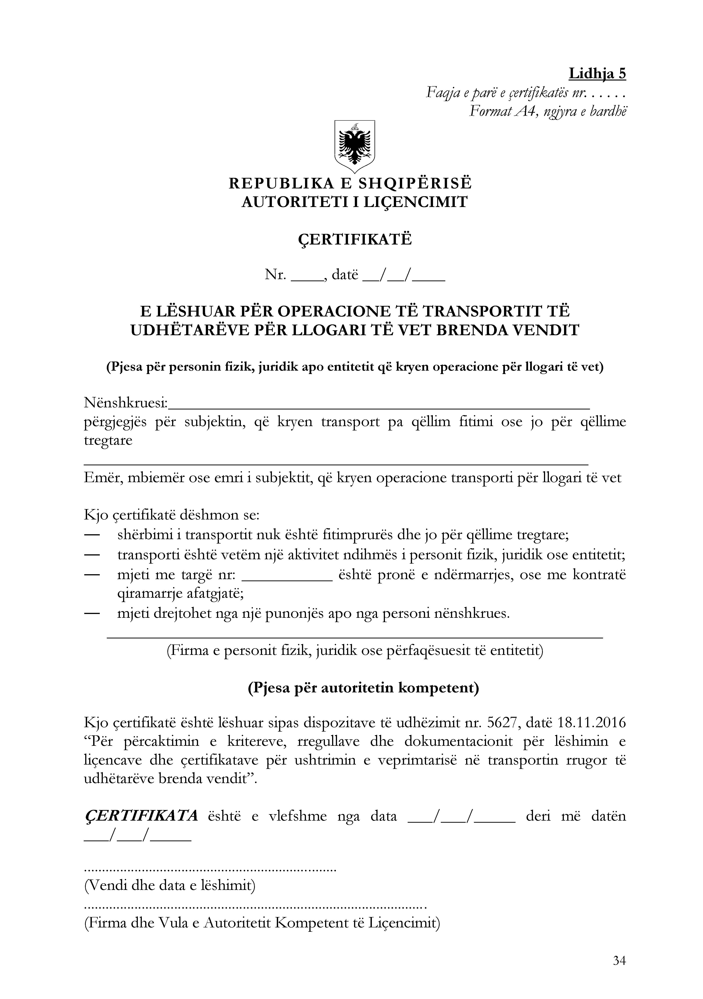 Lidhja 5
Faqja e parë e çertifikatës nr. . . . . .
Format A4, ngjyra e bardhë
REPUBLIKA E SHQIPËRISË
AUTORITETI I LIÇENCIMIT
ÇERTIFIKATË
Nr. ____, datë __/__/____
E LËSHUAR PËR OPERACIONE TË TRANSPORTIT TË
UDHËTARËVE PËR LLOGARI TË VET BRENDA VENDIT
(Pjesa për personin fizik, juridik apo entitetit që kryen operacione për llogari të vet)
Nënshkruesi:___________________________________________________
përgjegjës për subjektin, që kryen transport pa qëllim fitimi ose jo për qëllime
tregtare
_____________________________________________________________
Emër, mbiemër ose emri i subjektit, që kryen operacione transporti për llogari të vet
Kjo çertifikatë dëshmon se:
— shërbimi i transportit nuk është fitimprurës dhe jo për qëllime tregtare;
— transporti është vetëm një aktivitet ndihmës i personit fizik, juridik ose entitetit;
— mjeti me targë nr: ___________ është pronë e ndërmarrjes, ose me kontratë
qiramarrje afatgjatë;
— mjeti drejtohet nga një punonjës apo nga personi nënshkrues.
____________________________________________________________
(Firma e personit fizik, juridik ose përfaqësuesit të entitetit)
(Pjesa për autoritetin kompetent)
Kjo çertifikatë është lëshuar sipas dispozitave të udhëzimit nr. 5627, datë 18.11.2016
“Për përcaktimin e kritereve, rregullave dhe dokumentacionit për lëshimin e
liçencave dhe çertifikatave për ushtrimin e veprimtarisë në transportin rrugor të
udhëtarëve brenda vendit”.
ÇERTIFIKATA është e vlefshme nga data ___/___/_____ deri më datën
___/___/_____
......................................................................
(Vendi dhe data e lëshimit)
...............................................................................................
(Firma dhe Vula e Autoritetit Kompetent të Liçencimit)
34